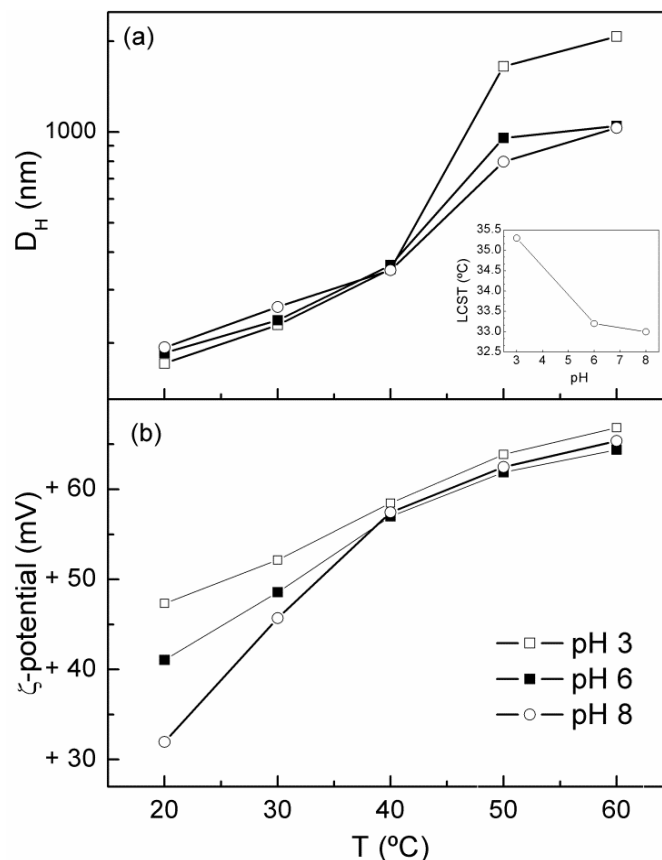 (a)
1000
D_H (nm)
35.5
35.0
34.5
34.0
33.5
33.0
32.5
LCST (ºC)
3 4 5 6 7 8
pH
(b)
+ 60
+ 50
+ 40
+ 30
ζ-potential (mV)
pH 3
pH 6
pH 8
20 30 40 50 60
T (ºC)